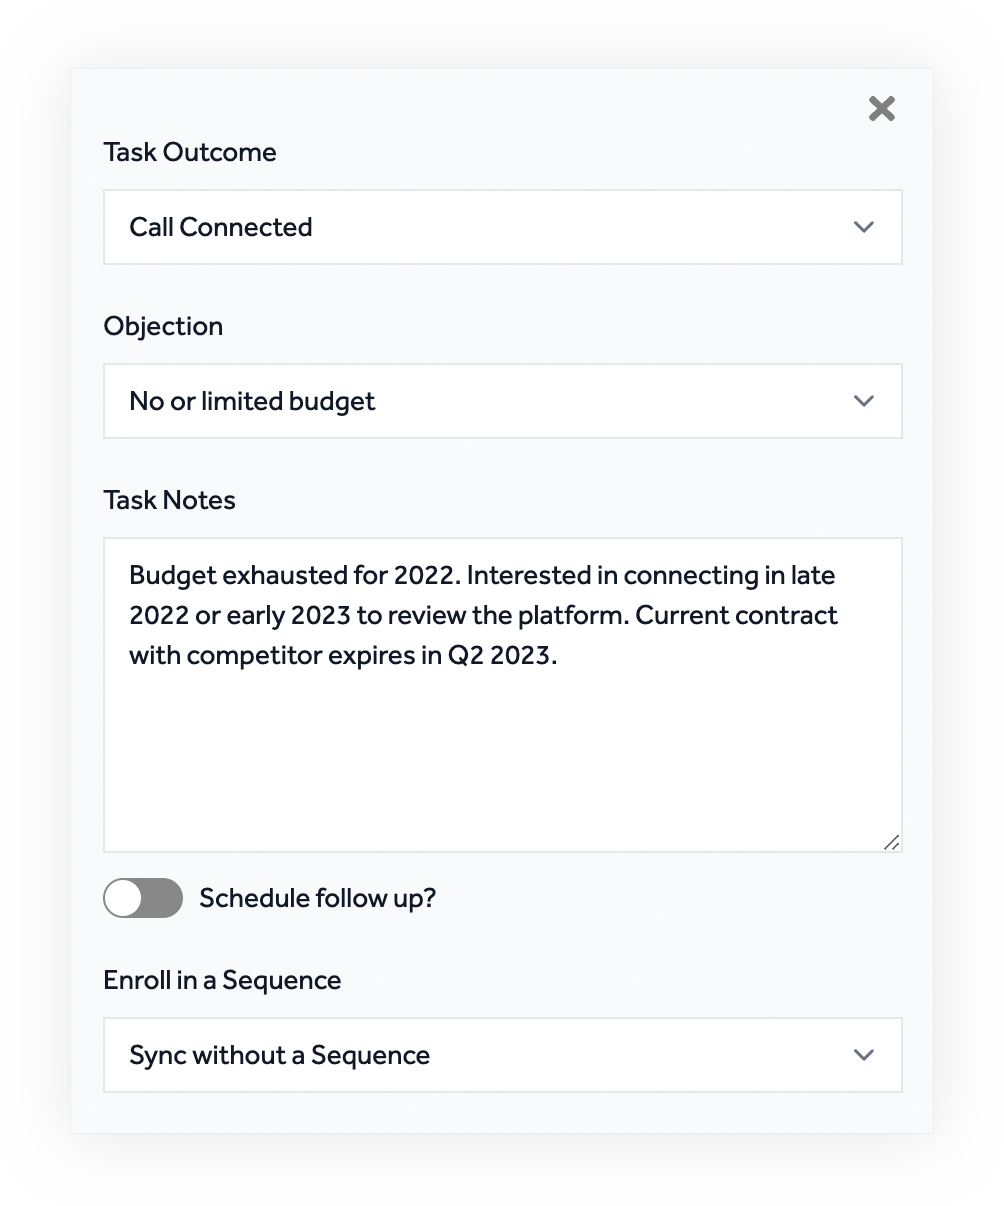 Task Outcome
Call Connected
Objection
No or limited budget
Task Notes
Budget exhausted for 2022. Interested in connecting in late
2022 or early 2023 to review the platform. Current contract
with competitor expires in Q2 2023.
Schedule follow up?
Enroll in a Sequence
Sync without a Sequence